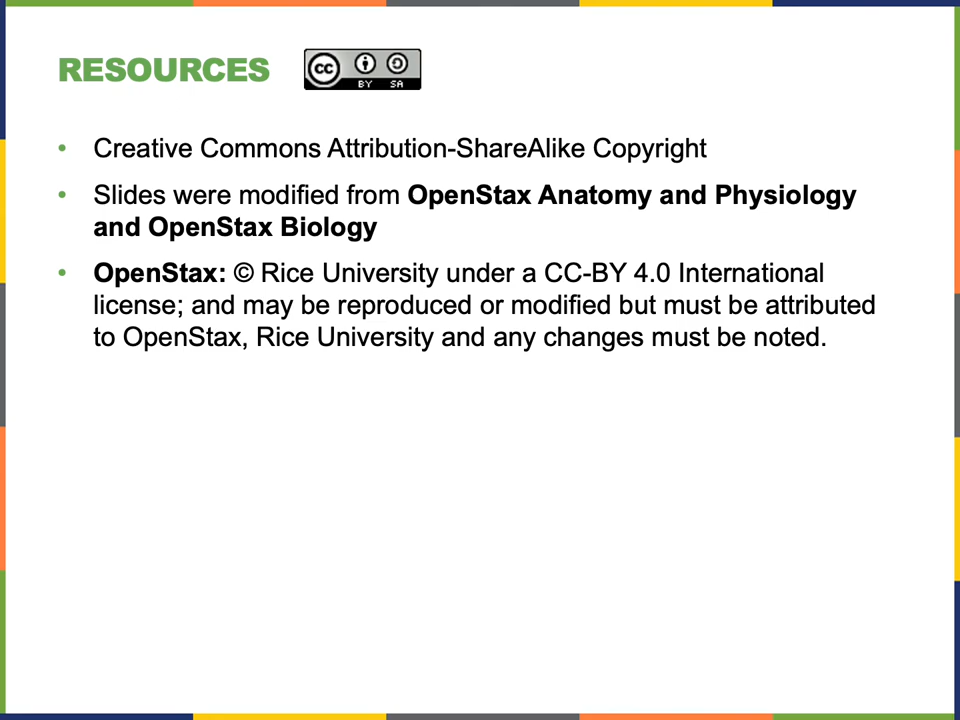 RESOURCES
cc BY SA
• Creative Commons Attribution-ShareAlike Copyright
• Slides were modified from OpenStax Anatomy and Physiology
and OpenStax Biology
• OpenStax: © Rice University under a CC-BY 4.0 International
license; and may be reproduced or modified but must be attributed
to OpenStax, Rice University and any changes must be noted.